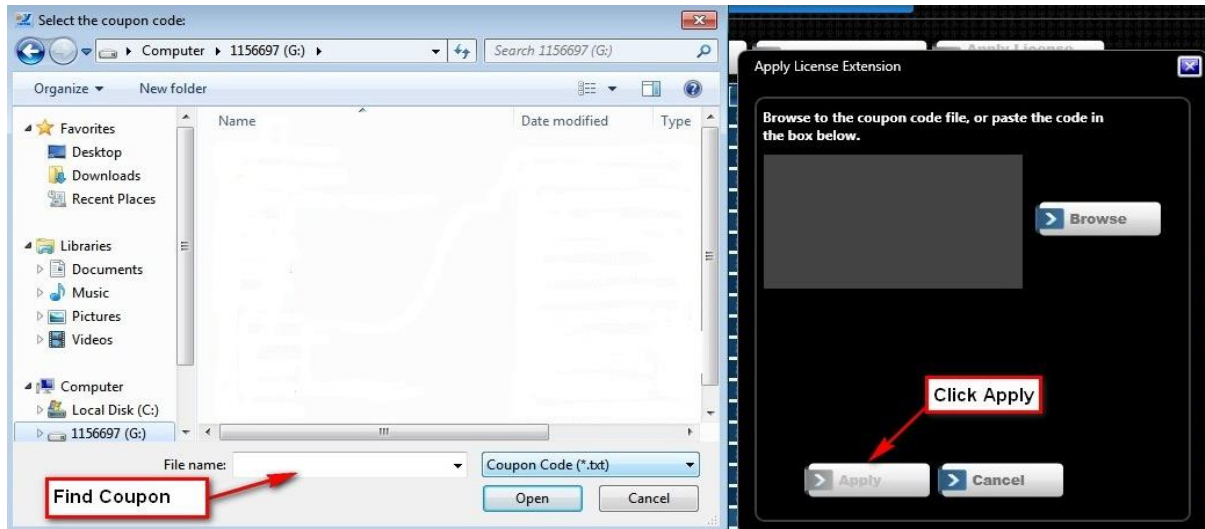 Select the coupon code:
Computer 1156697 (G:)
Search 1156697 (G:)
Organize
New folder
Favorites
Desktop
Downloads
Recent Places
Libraries
Documents
Music
Pictures
Videos
Computer
Local Disk (C:)
1156697 (G:)
Name
Date modified
Type
File name:
Coupon Code (*.txt)
Find Coupon
Open
Cancel
Apply License
Apply License Extension
Browse to the coupon code file, or paste the code in
the box below.
Browse
Click Apply
Apply
Cancel